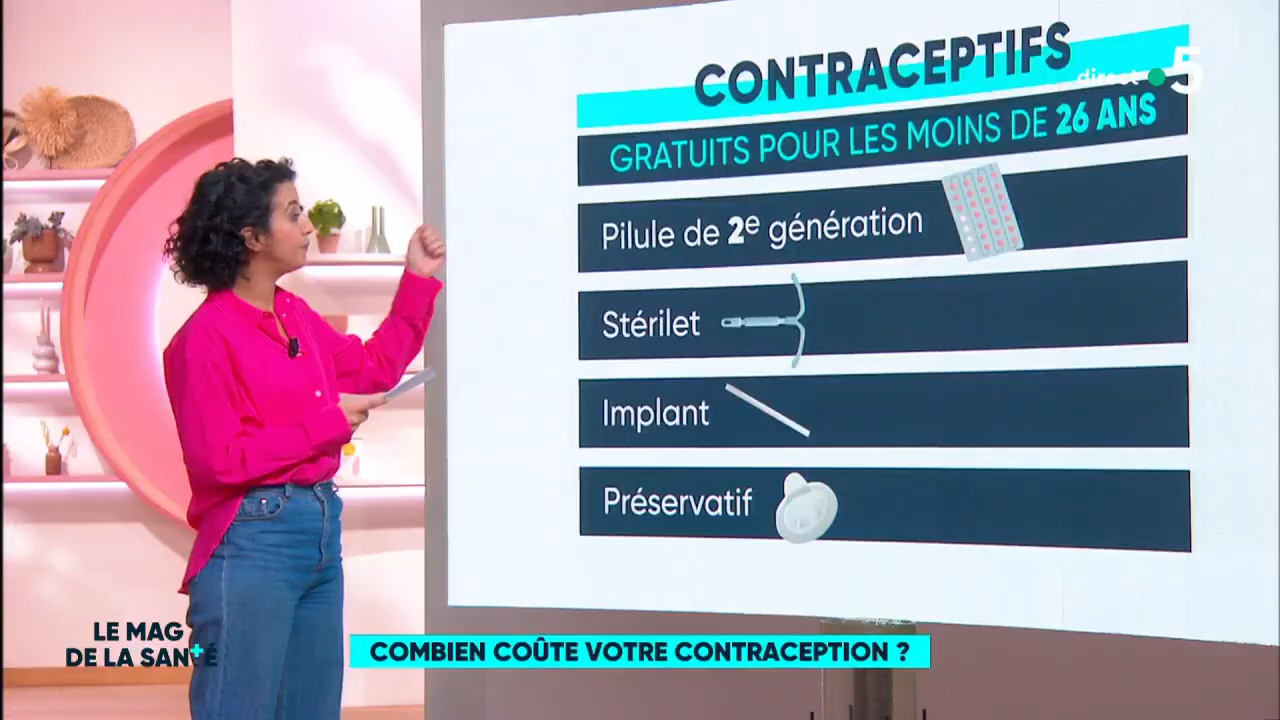 CONTRACEPTIFS
direct 5
GRATUITS POUR LES MOINS DE 26 ANS
Pilule de 2e génération
Stérilet
Implant
Préservatif
LE MAG
DE LA SANTÉ
COMBIEN COÛTE VOTRE CONTRACEPTION ?